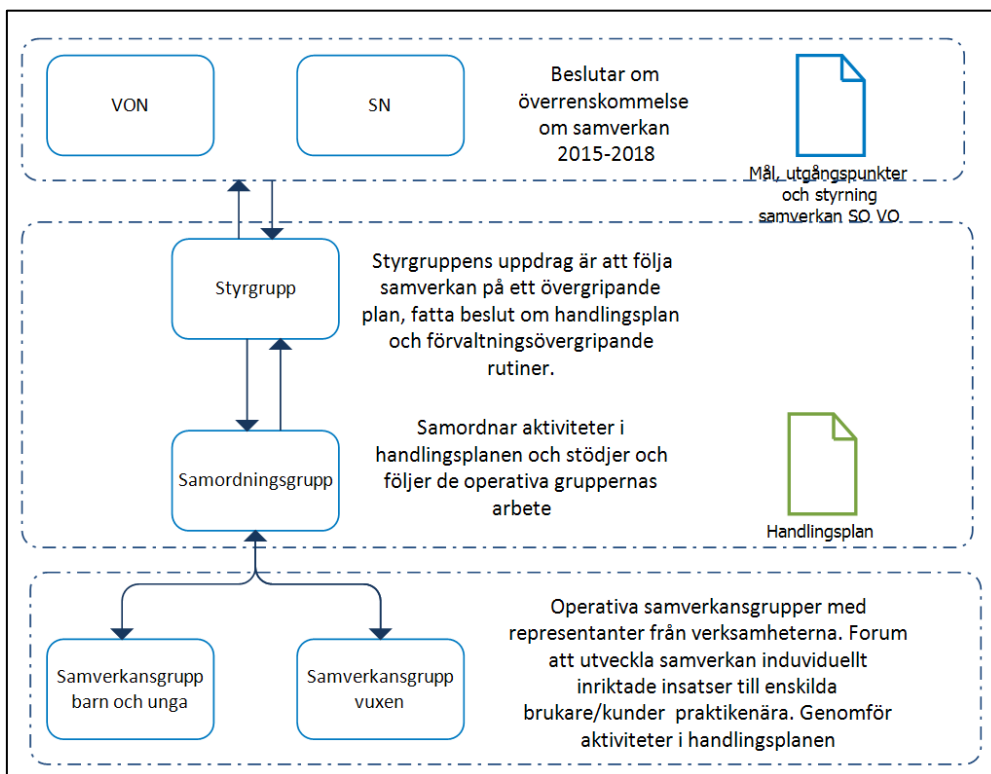 VON
SN
Beslutar om
överrenskommelse
om samverkan
2015-2018
Mål, utgångspunkter
och styrning
samverkan SO VO
Styrgrupp
Styrgruppens uppdrag är att följa
samverkan på ett övergripande
plan, fatta beslut om handlingsplan
och förvaltningsövergripande
rutiner.
Samordningsgrupp
Samordnar aktiviteter i
handlingsplanen och stödjer och
följer de operativa gruppernas
arbete
Handlingsplan
Samverkansgrupp
barn och unga
Samverkansgrupp
vuxen
Operativa samverkansgrupper med
representanter från verksamheterna. Forum
att utveckla samverkan induviduellt
inriktade insatser till enskilda
brukare/kunder praktikenära. Genomför
aktiviteter i handlingsplanen